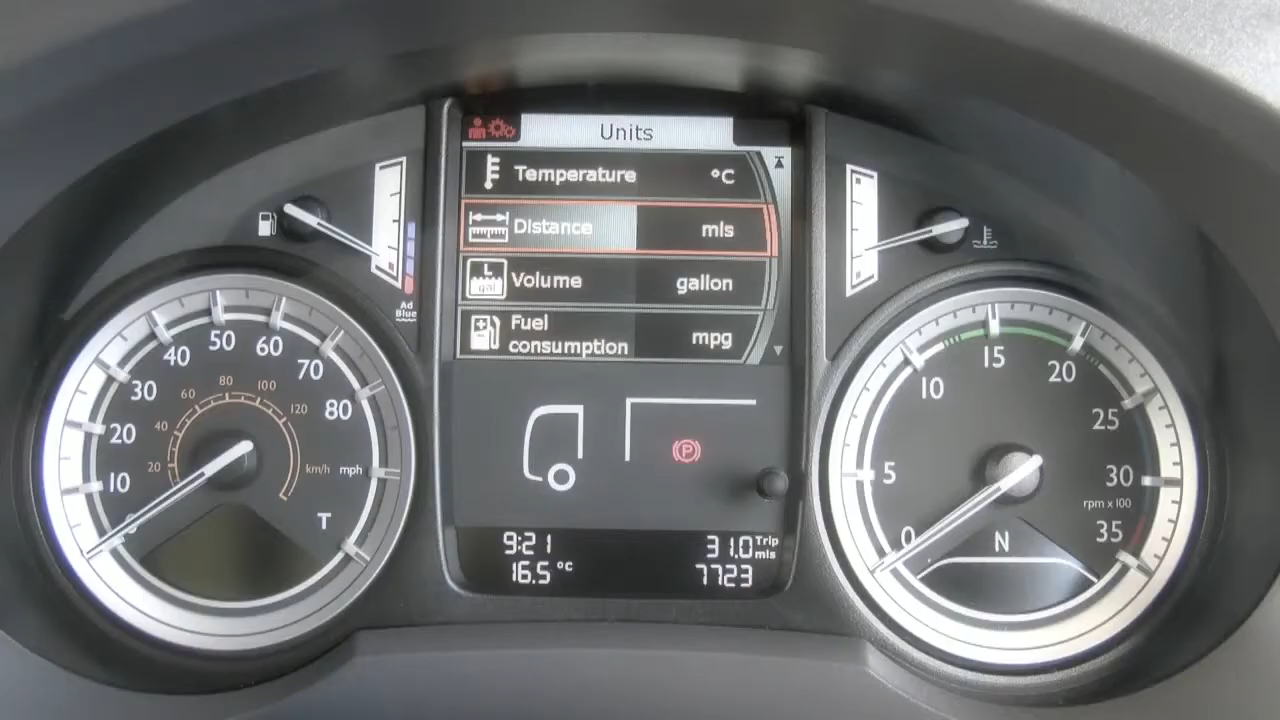 Units
Temperature °C
Distance mls
L
gal
Volume gallon
Fuel
consumption mpg
Ad
Blue
10
20
30
40
50
60
70
80
20
40
60
80
100
120
km/h mph
T
0
5
10
15
20
25
30
35
rpm x 100
N
P
9:21 31.0 Trip
mls
16.5 °C 7723